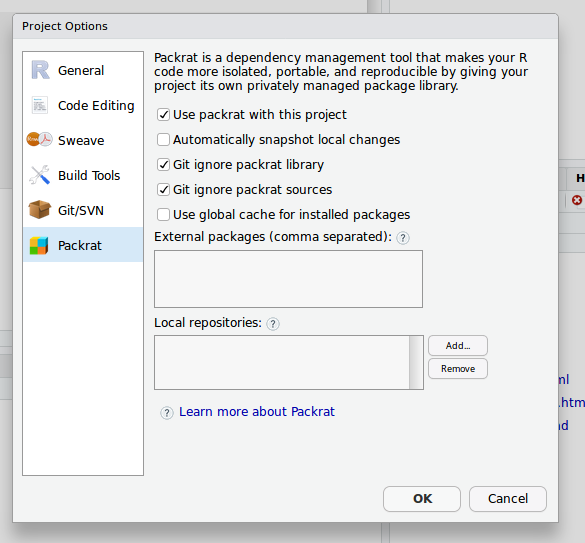 Project Options
General
Code Editing
Sweave
Build Tools
Git/SVN
Packrat
Packrat is a dependency management tool that makes your R
code more isolated, portable, and reproducible by giving your
project its own privately managed package library.
Use packrat with this project
Automatically snapshot local changes
Git ignore packrat library
Git ignore packrat sources
Use global cache for installed packages
External packages (comma separated): ?
Local repositories: ?
Add...
Remove
? Learn more about Packrat
OK
Cancel
H
ml
.htm
nd